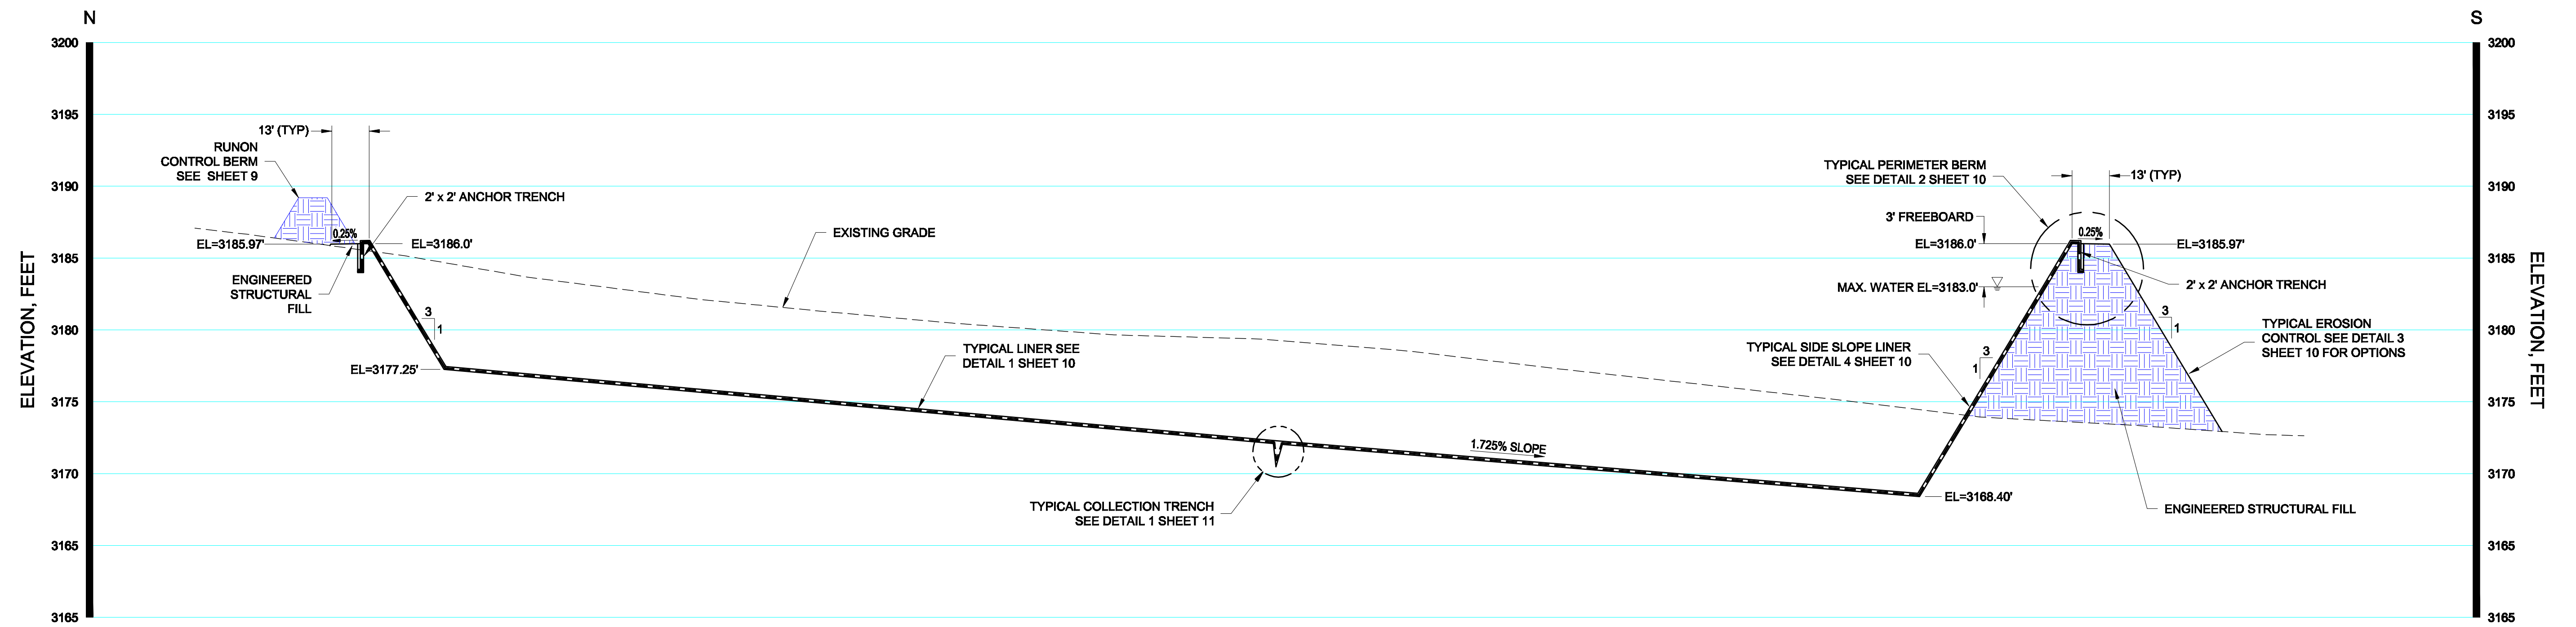 N
S
3200
3195
3190
3185
3180
3175
3170
3165
3165
ELEVATION, FEET
13' (TYP)
RUNON
CONTROL BERM
SEE SHEET 9
2' x 2' ANCHOR TRENCH
0.25%
EL=3185.97'
EL=3186.0'
ENGINEERED
STRUCTURAL
FILL
3
1
EL=3177.25'
EXISTING GRADE
TYPICAL LINER SEE
DETAIL 1 SHEET 10
TYPICAL COLLECTION TRENCH
SEE DETAIL 1 SHEET 11
1.725% SLOPE
TYPICAL PERIMETER BERM
SEE DETAIL 2 SHEET 10
13' (TYP)
3' FREEBOARD
EL=3186.0'
0.25%
EL=3185.97'
MAX. WATER EL=3183.0'
2' x 2' ANCHOR TRENCH
3
1
TYPICAL EROSION
CONTROL SEE DETAIL 3
SHEET 10 FOR OPTIONS
TYPICAL SIDE SLOPE LINER
SEE DETAIL 4 SHEET 10
3
1
EL=3168.40'
ENGINEERED STRUCTURAL FILL
3200
3195
3190
3185
3180
3175
3170
3165
3165
ELEVATION, FEET